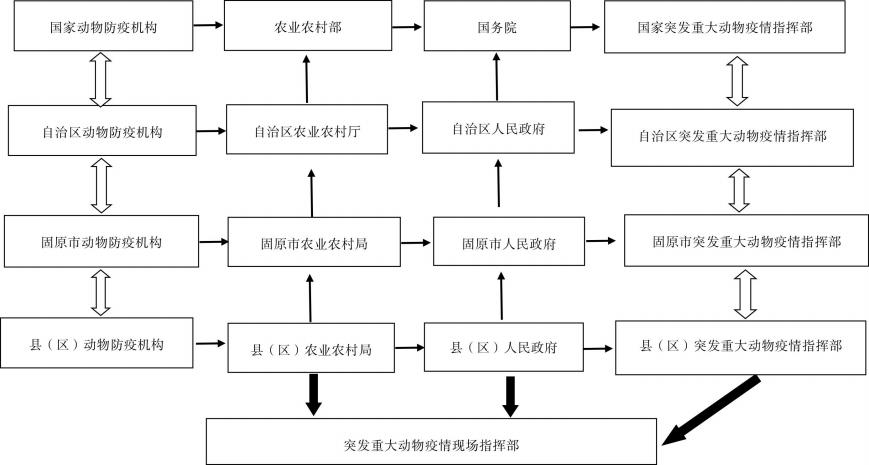 国家动物防疫机构
农业农村部
国务院
国家突发重大动物疫情指挥部
自治区动物防疫机构
自治区农业农村厅
自治区人民政府
自治区突发重大动物疫情指挥部
固原市动物防疫机构
固原市农业农村局
固原市人民政府
固原市突发重大动物疫情指挥部
县（区）动物防疫机构
县（区）农业农村局
县（区）人民政府
县（区）突发重大动物疫情指挥部
突发重大动物疫情现场指挥部